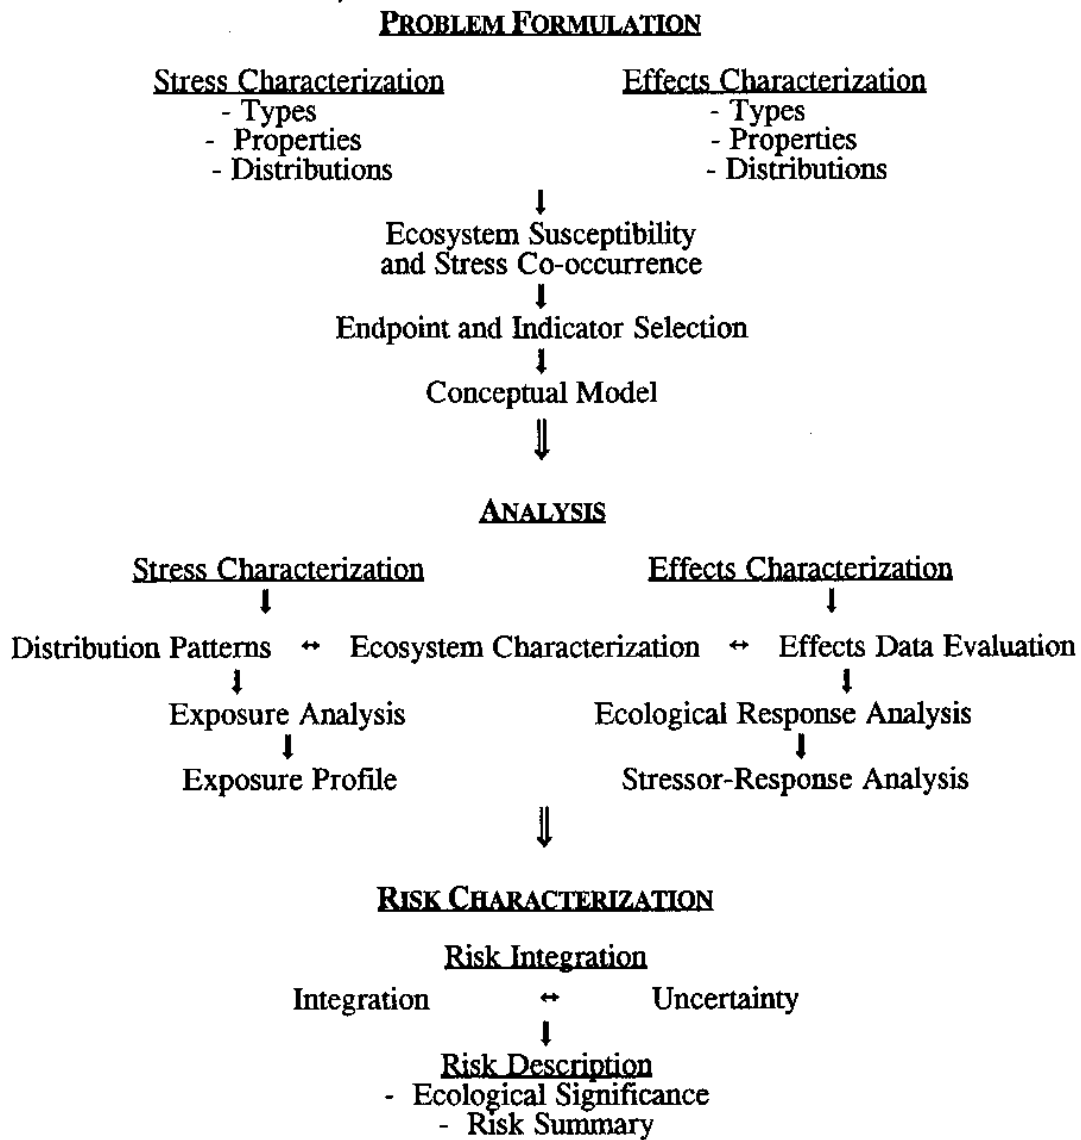 PROBLEM FORMULATION
Stress Characterization
- Types
- Properties
- Distributions
Effects Characterization
- Types
- Properties
- Distributions
Ecosystem Susceptibility
and Stress Co-occurrence
Endpoint and Indicator Selection
Conceptual Model
ANALYSIS
Stress Characterization
Effects Characterization
Distribution Patterns ↔ Ecosystem Characterization ↔ Effects Data Evaluation
Exposure Analysis
Ecological Response Analysis
Exposure Profile
Stressor-Response Analysis
RISK CHARACTERIZATION
Risk Integration
Integration ↔ Uncertainty
Risk Description
- Ecological Significance
- Risk Summary